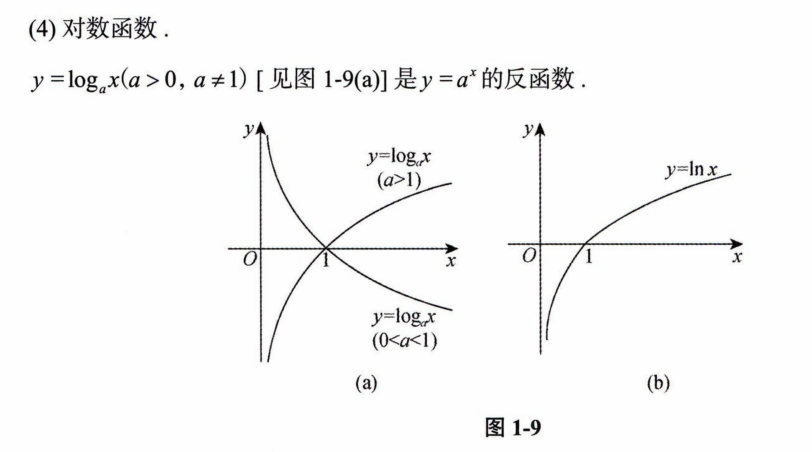 (4) 对数函数．
y =logₐx(a＞0, a≠1) [ 见图 1-9(a)] 是 y =aˣ 的反函数．
y
y=logₐx
(a>1)
O
1
x
y=logₐx
(0<a<1)
(a)
y
y=ln x
O
1
x
(b)
图 1-9